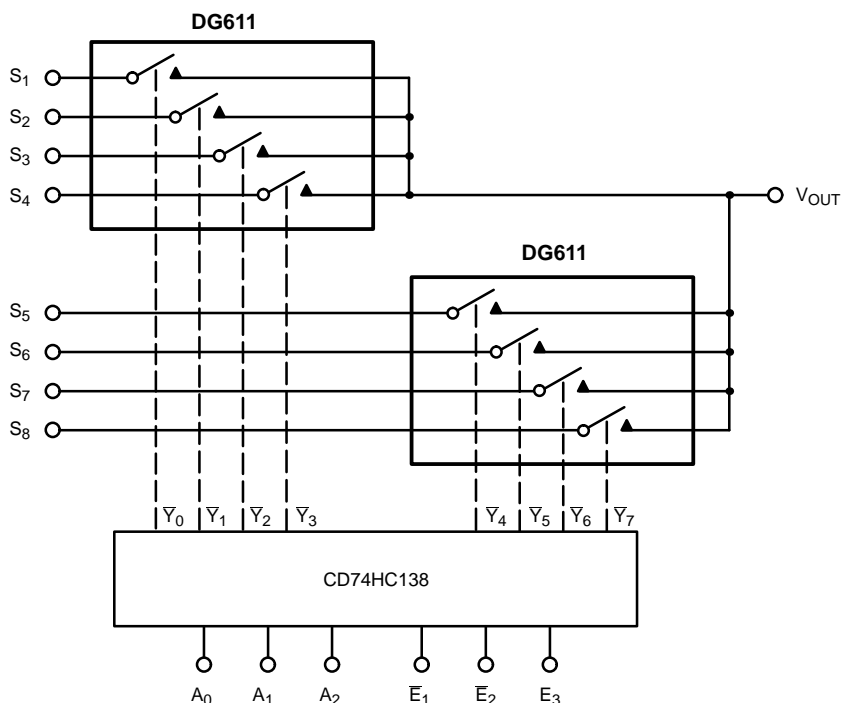 DG611
S₁
S₂
S₃
S₄
V_OUT
DG611
S₅
S₆
S₇
S₈
Y̅₀ Y̅₁ Y̅₂ Y̅₃ Y̅₄ Y̅₅ Y̅₆ Y̅₇
CD74HC138
A₀ A₁ A₂ E̅₁ E̅₂ E₃